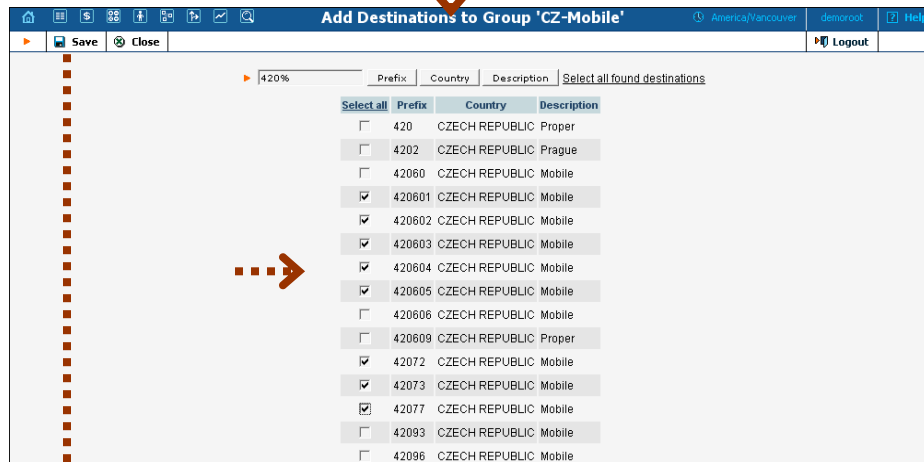 Add Destinations to Group 'CZ-Mobile' America/Vancouver demoroot Help
Save Close Logout
420% Prefix Country Description Select all found destinations
Select all Prefix Country Description
420 CZECH REPUBLIC Proper
4202 CZECH REPUBLIC Prague
42060 CZECH REPUBLIC Mobile
420601 CZECH REPUBLIC Mobile
420602 CZECH REPUBLIC Mobile
420603 CZECH REPUBLIC Mobile
420604 CZECH REPUBLIC Mobile
420605 CZECH REPUBLIC Mobile
420606 CZECH REPUBLIC Mobile
420609 CZECH REPUBLIC Proper
42072 CZECH REPUBLIC Mobile
42073 CZECH REPUBLIC Mobile
42077 CZECH REPUBLIC Mobile
42093 CZECH REPUBLIC Mobile
42096 CZECH REPUBLIC Mobile